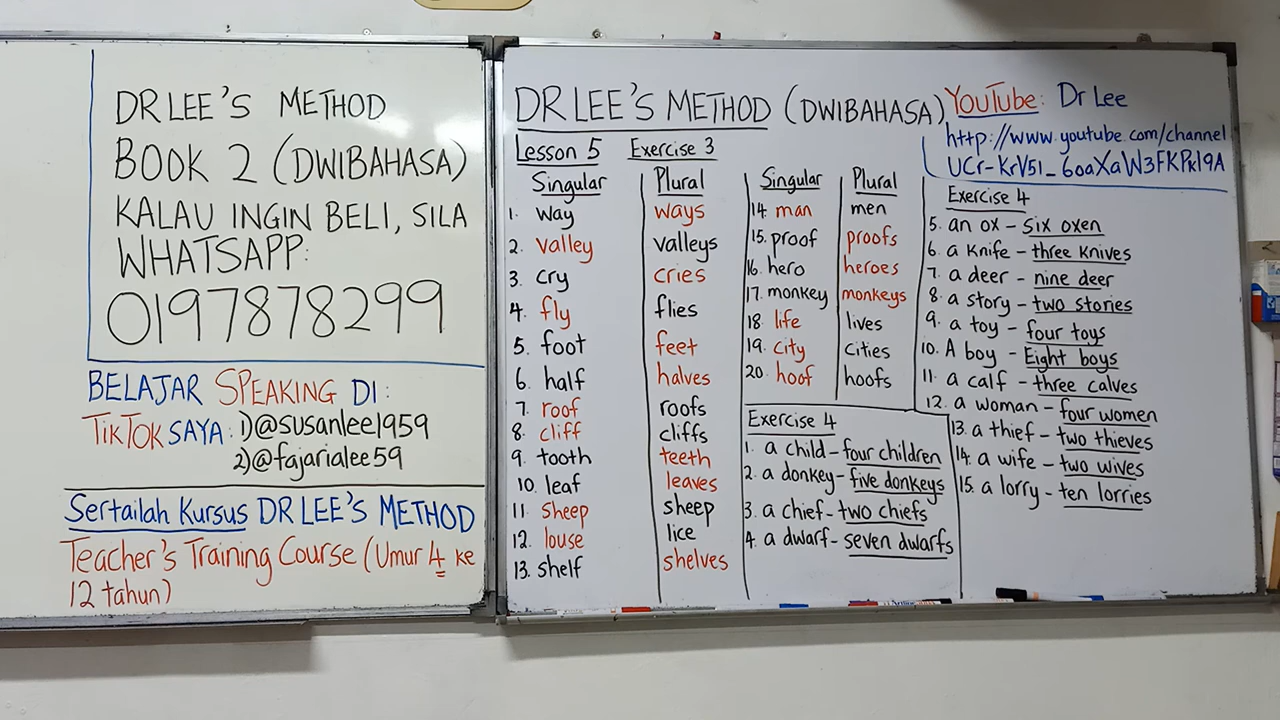 DR LEE'S METHOD
BOOK 2 (DWIBAHASA)
KALAU INGIN BELI, SILA
WHATSAPP:
0197878299
BELAJAR SPEAKING DI:
TIKTOK SAYA: 1)@susanlee1959
2)@fajarialee59
Sertailah Kursus DR LEE'S METHOD
Teacher's Training Course (Umur 4 ke
12 tahun)
DR LEE'S METHOD (DWIBAHASA)
Lesson 5 Exercise 3
Singular Plural
1. way ways
2. valley valleys
3. cry cries
4. fly flies
5. foot feet
6. half halves
7. roof roofs
8. cliff cliffs
9. tooth teeth
10. leaf leaves
11. sheep sheep
12. louse lice
13. shelf shelves
Singular Plural
14. man men
15. proof proofs
16. hero heroes
17. monkey monkeys
18. life lives
19. city cities
20. hoof hoofs
Exercise 4
1. a child - four children
2. a donkey - five donkeys
3. a chief - two chiefs
4. a dwarf - seven dwarfs
YouTube: Dr Lee
http://www.youtube.com/channel
UCr-KrV51_6oaXaW3FKPk19A
Exercise 4
5. an ox - six oxen
6. a knife - three knives
7. a deer - nine deer
8. a story - two stories
9. a toy - four toys
10. A boy - Eight boys
11. a calf - three calves
12. a woman - four women
13. a thief - two thieves
14. a wife - two wives
15. a lorry - ten lorries